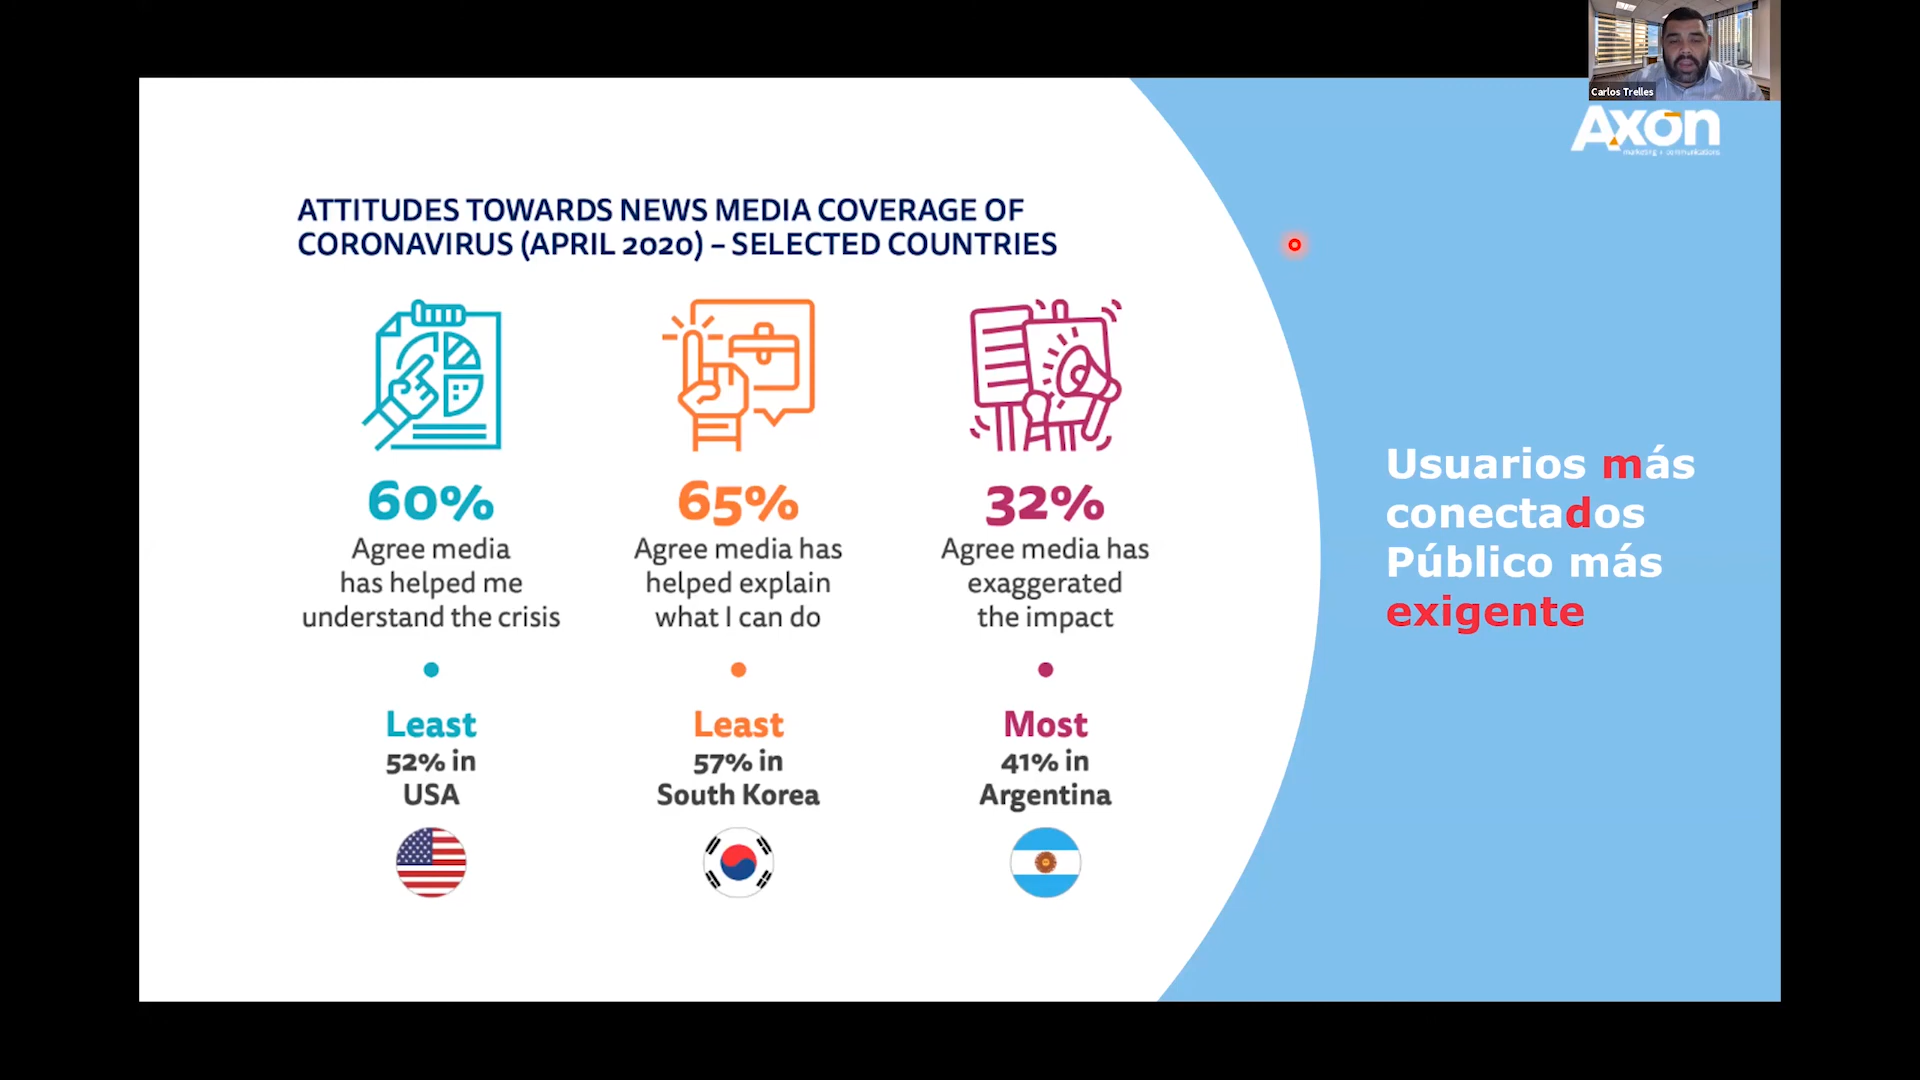 Carlos Trelles
Axon
marketing + communications
ATTITUDES TOWARDS NEWS MEDIA COVERAGE OF
CORONAVIRUS (APRIL 2020) – SELECTED COUNTRIES
60%
Agree media
has helped me
understand the crisis
Least
52% in
USA
65%
Agree media has
helped explain
what I can do
Least
57% in
South Korea
32%
Agree media has
exaggerated
the impact
Most
41% in
Argentina
Usuarios más
conectados
Público más
exigente